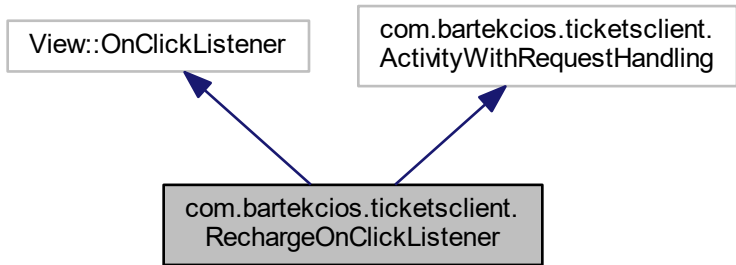 View::OnClickListener
com.bartekcios.ticketsclient.
ActivityWithRequestHandling
com.bartekcios.ticketsclient.
RechargeOnClickListener